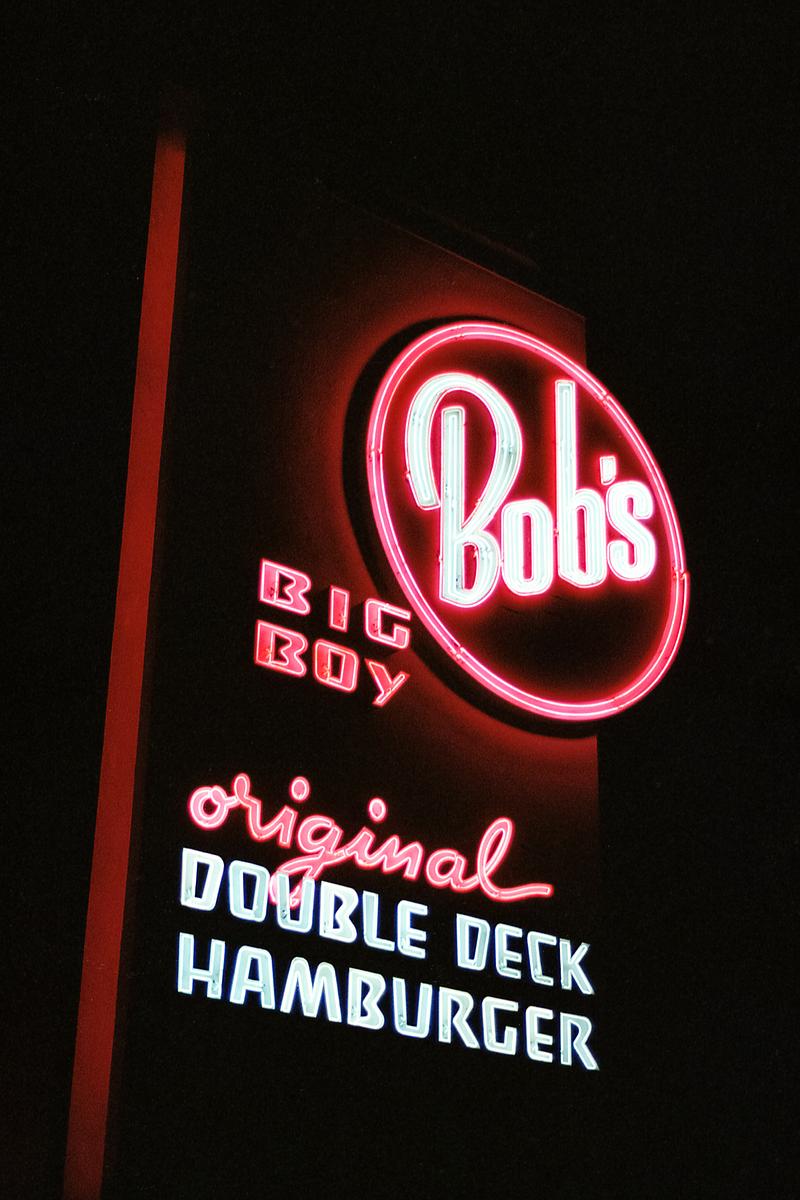 Bob's
BIG
BOY
original
DOUBLE DECK
HAMBURGER